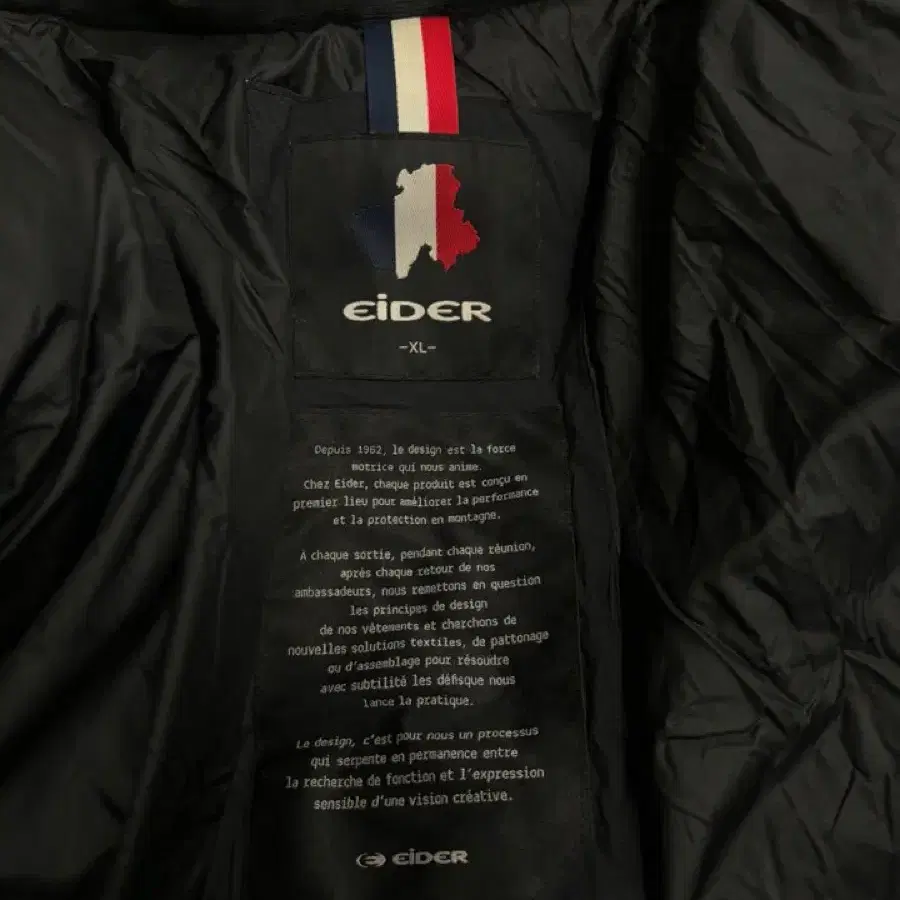 EiDER
-XL-
Depuis 1962, le design est la force
motrice qui nous anime.
Chez Eider, chaque produit est conçu en
premier lieu pour améliorer la performance
et la protection en montagne.
À chaque sortie, pendant chaque réunion,
après chaque retour de nos
ambassadeurs, nous remettons en question
les principes de design
de nos vêtements et cherchons de
nouvelles solutions textiles, de pattonage
ou d'assemblage pour résoudre
avec subtilité les défisque nous
lance la pratique.
Le design, c'est pour nous un processus
qui serpente en permanence entre
la recherche de fonction et l'expression
sensible d'une vision créative.
EiDER